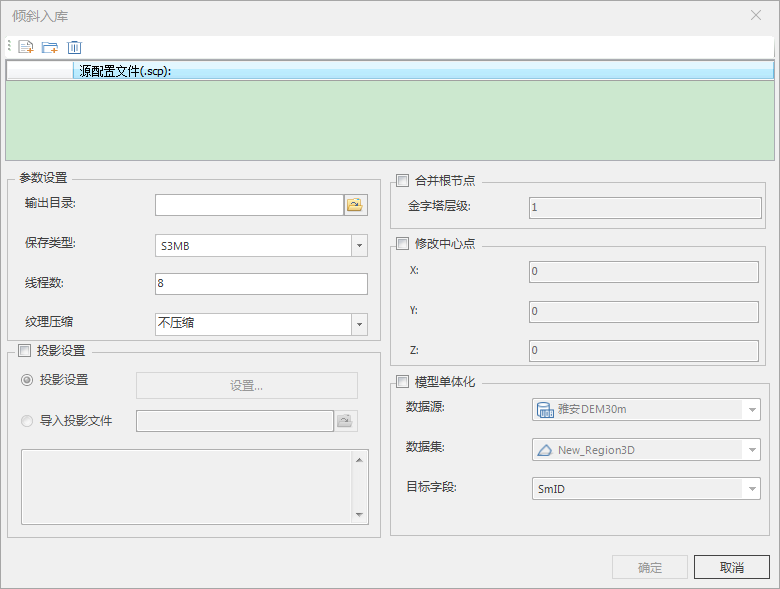 倾斜入库
源配置文件(.scp):
参数设置
输出目录:
保存类型:
S3MB
线程数:
8
纹理压缩
不压缩
投影设置
投影设置
设置...
导入投影文件
合并根节点
金字塔层级:
1
修改中心点
X:
0
Y:
0
Z:
0
模型单体化
数据源:
雅安DEM30m
数据集:
New_Region3D
目标字段:
SmID
确定
取消